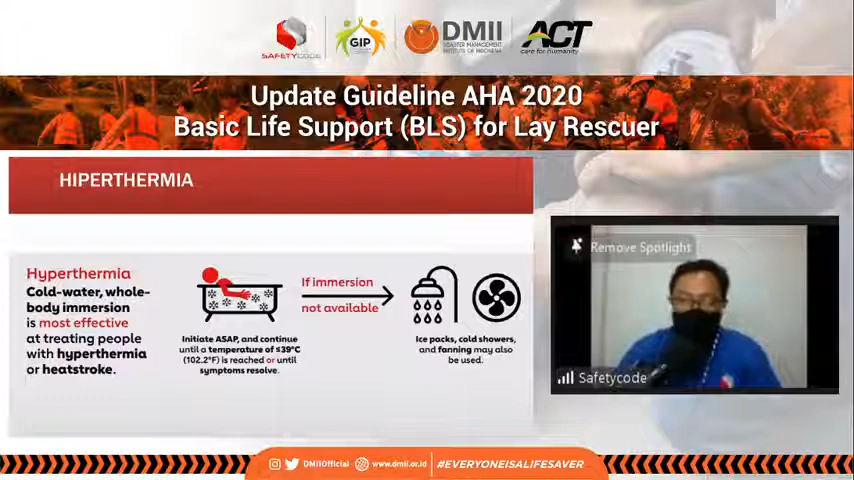 SAFETYCODE
GIP
DMII
DISASTER MANAGEMENT
INSTITUTE OF INDONESIA
ACT
care for humanity
Update Guideline AHA 2020
Basic Life Support (BLS) for Lay Rescuer
HIPERTHERMIA
Hyperthermia
Cold-water, whole-
body immersion
is most effective
at treating people
with hyperthermia
or heatstroke.
Initiate ASAP, and continue
until a temperature of ≤39°C
(102.2°F) is reached or until
symptoms resolve.
If immersion
not available
Ice packs, cold showers,
and fanning may also
be used.
Remove Spotlight
Safetycode
DMIIOfficial
www.dmii.or.id
#EVERYONEISALIFESAVER